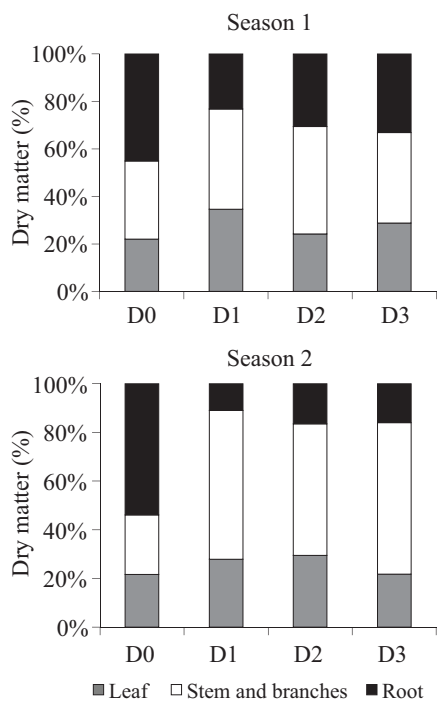 Season 1
Dry matter (%)
100%
80%
60%
40%
20%
0%
D0 D1 D2 D3
Season 2
Dry matter (%)
100%
80%
60%
40%
20%
0%
D0 D1 D2 D3
Leaf Stem and branches Root